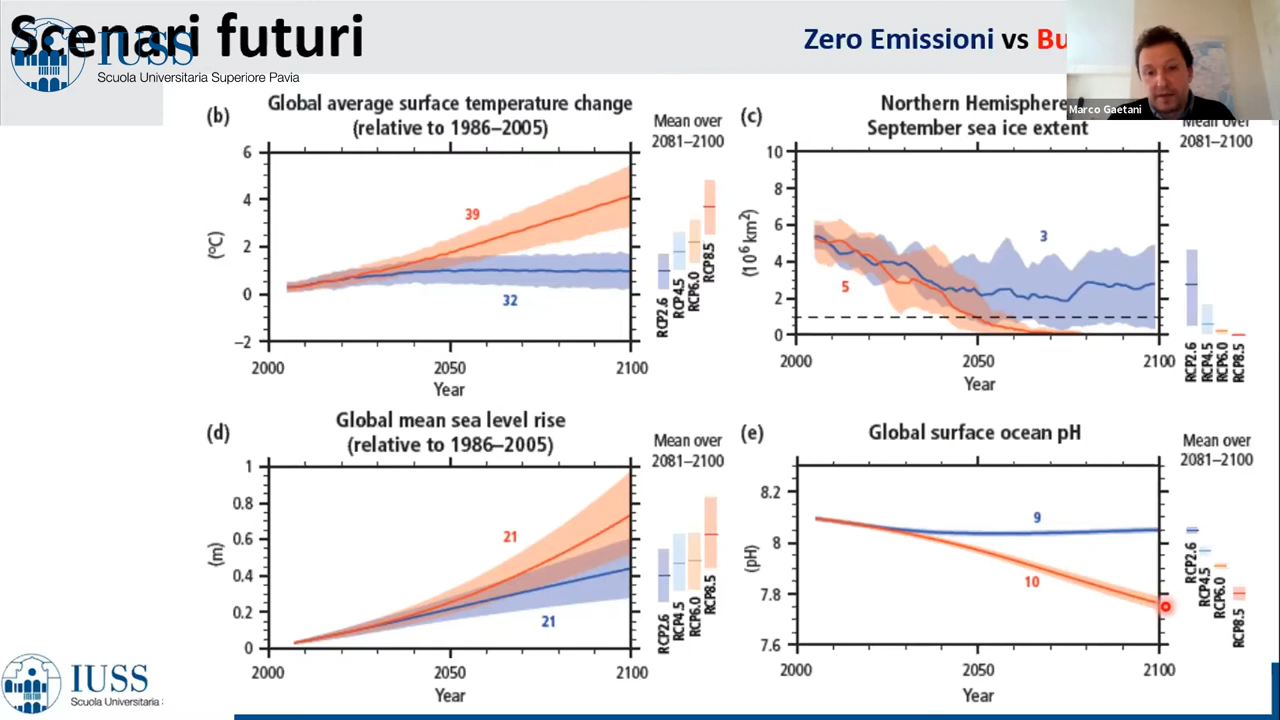 Scenari futuri
IUSS
Scuola Universitaria Superiore Pavia
Zero Emissioni vs Bu
Marco Gaetani
(b)
Global average surface temperature change
(relative to 1986–2005)
Mean over
2081–2100
6
4
2
0
−2
(°C)
39
32
2000
2050
2100
Year
RCP2.6
RCP4.5
RCP6.0
RCP8.5
(c)
Northern Hemisphere
September sea ice extent
Mean over
2081–2100
10
8
6
4
2
0
(10⁶ km²)
3
5
2000
2050
2100
Year
RCP2.6
RCP4.5
RCP6.0
RCP8.5
(d)
Global mean sea level rise
(relative to 1986–2005)
Mean over
2081–2100
1
0.8
0.6
0.4
0.2
0
(m)
21
21
2000
2050
2100
Year
RCP2.6
RCP4.5
RCP6.0
RCP8.5
(e)
Global surface ocean pH
Mean over
2081–2100
8.2
8
7.8
7.6
(pH)
9
10
2000
2050
2100
Year
RCP2.6
RCP4.5
RCP6.0
RCP8.5
IUSS
Scuola Universitaria